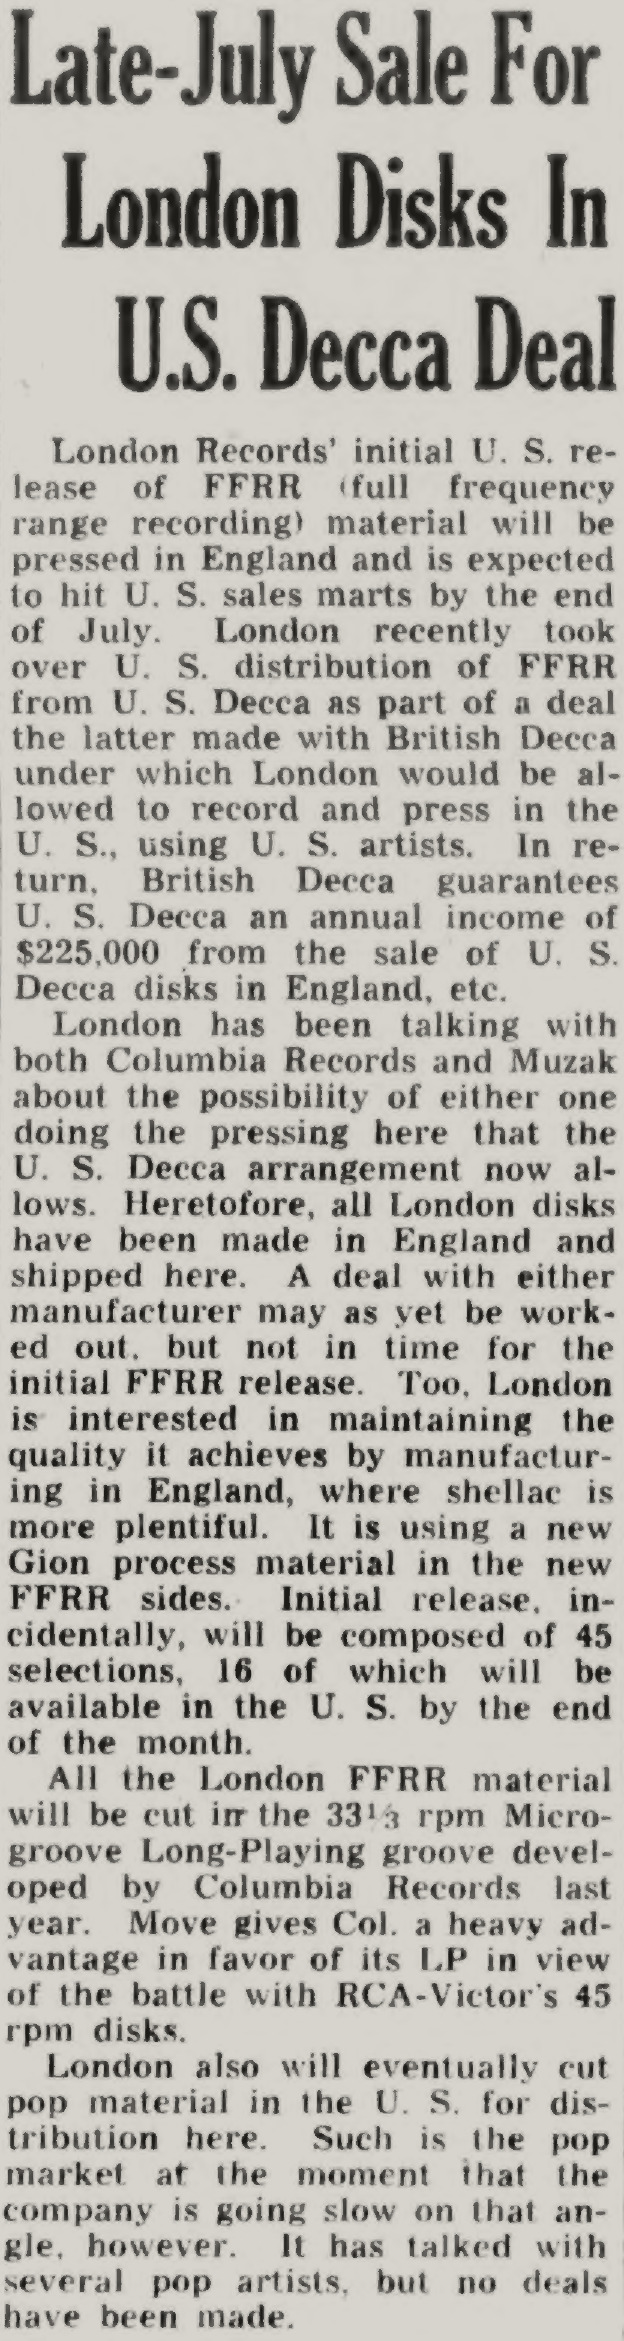 Late-July Sale For
London Disks In
U.S. Decca Deal
London Records' initial U. S. re-
lease of FFRR (full frequency
range recording) material will be
pressed in England and is expected
to hit U. S. sales marts by the end
of July. London recently took
over U. S. distribution of FFRR
from U. S. Decca as part of a deal
the latter made with British Decca
under which London would be al-
lowed to record and press in the
U. S., using U. S. artists. In re-
turn, British Decca guarantees
U. S. Decca an annual income of
$225,000 from the sale of U. S.
Decca disks in England, etc.
London has been talking with
both Columbia Records and Muzak
about the possibility of either one
doing the pressing here that the
U. S. Decca arrangement now al-
lows. Heretofore, all London disks
have been made in England and
shipped here. A deal with either
manufacturer may as yet be work-
ed out, but not in time for the
initial FFRR release. Too, London
is interested in maintaining the
quality it achieves by manufactur-
ing in England, where shellac is
more plentiful. It is using a new
Gion process material in the new
FFRR sides. Initial release, in-
cidentally, will be composed of 45
selections, 16 of which will be
available in the U. S. by the end
of the month.
All the London FFRR material
will be cut in the 33⅓ rpm Micro-
groove Long-Playing groove devel-
oped by Columbia Records last
year. Move gives Col. a heavy ad-
vantage in favor of its LP in view
of the battle with RCA-Victor's 45
rpm disks.
London also will eventually cut
pop material in the U. S. for dis-
tribution here. Such is the pop
market at the moment that the
company is going slow on that an-
gle, however. It has talked with
several pop artists, but no deals
have been made.